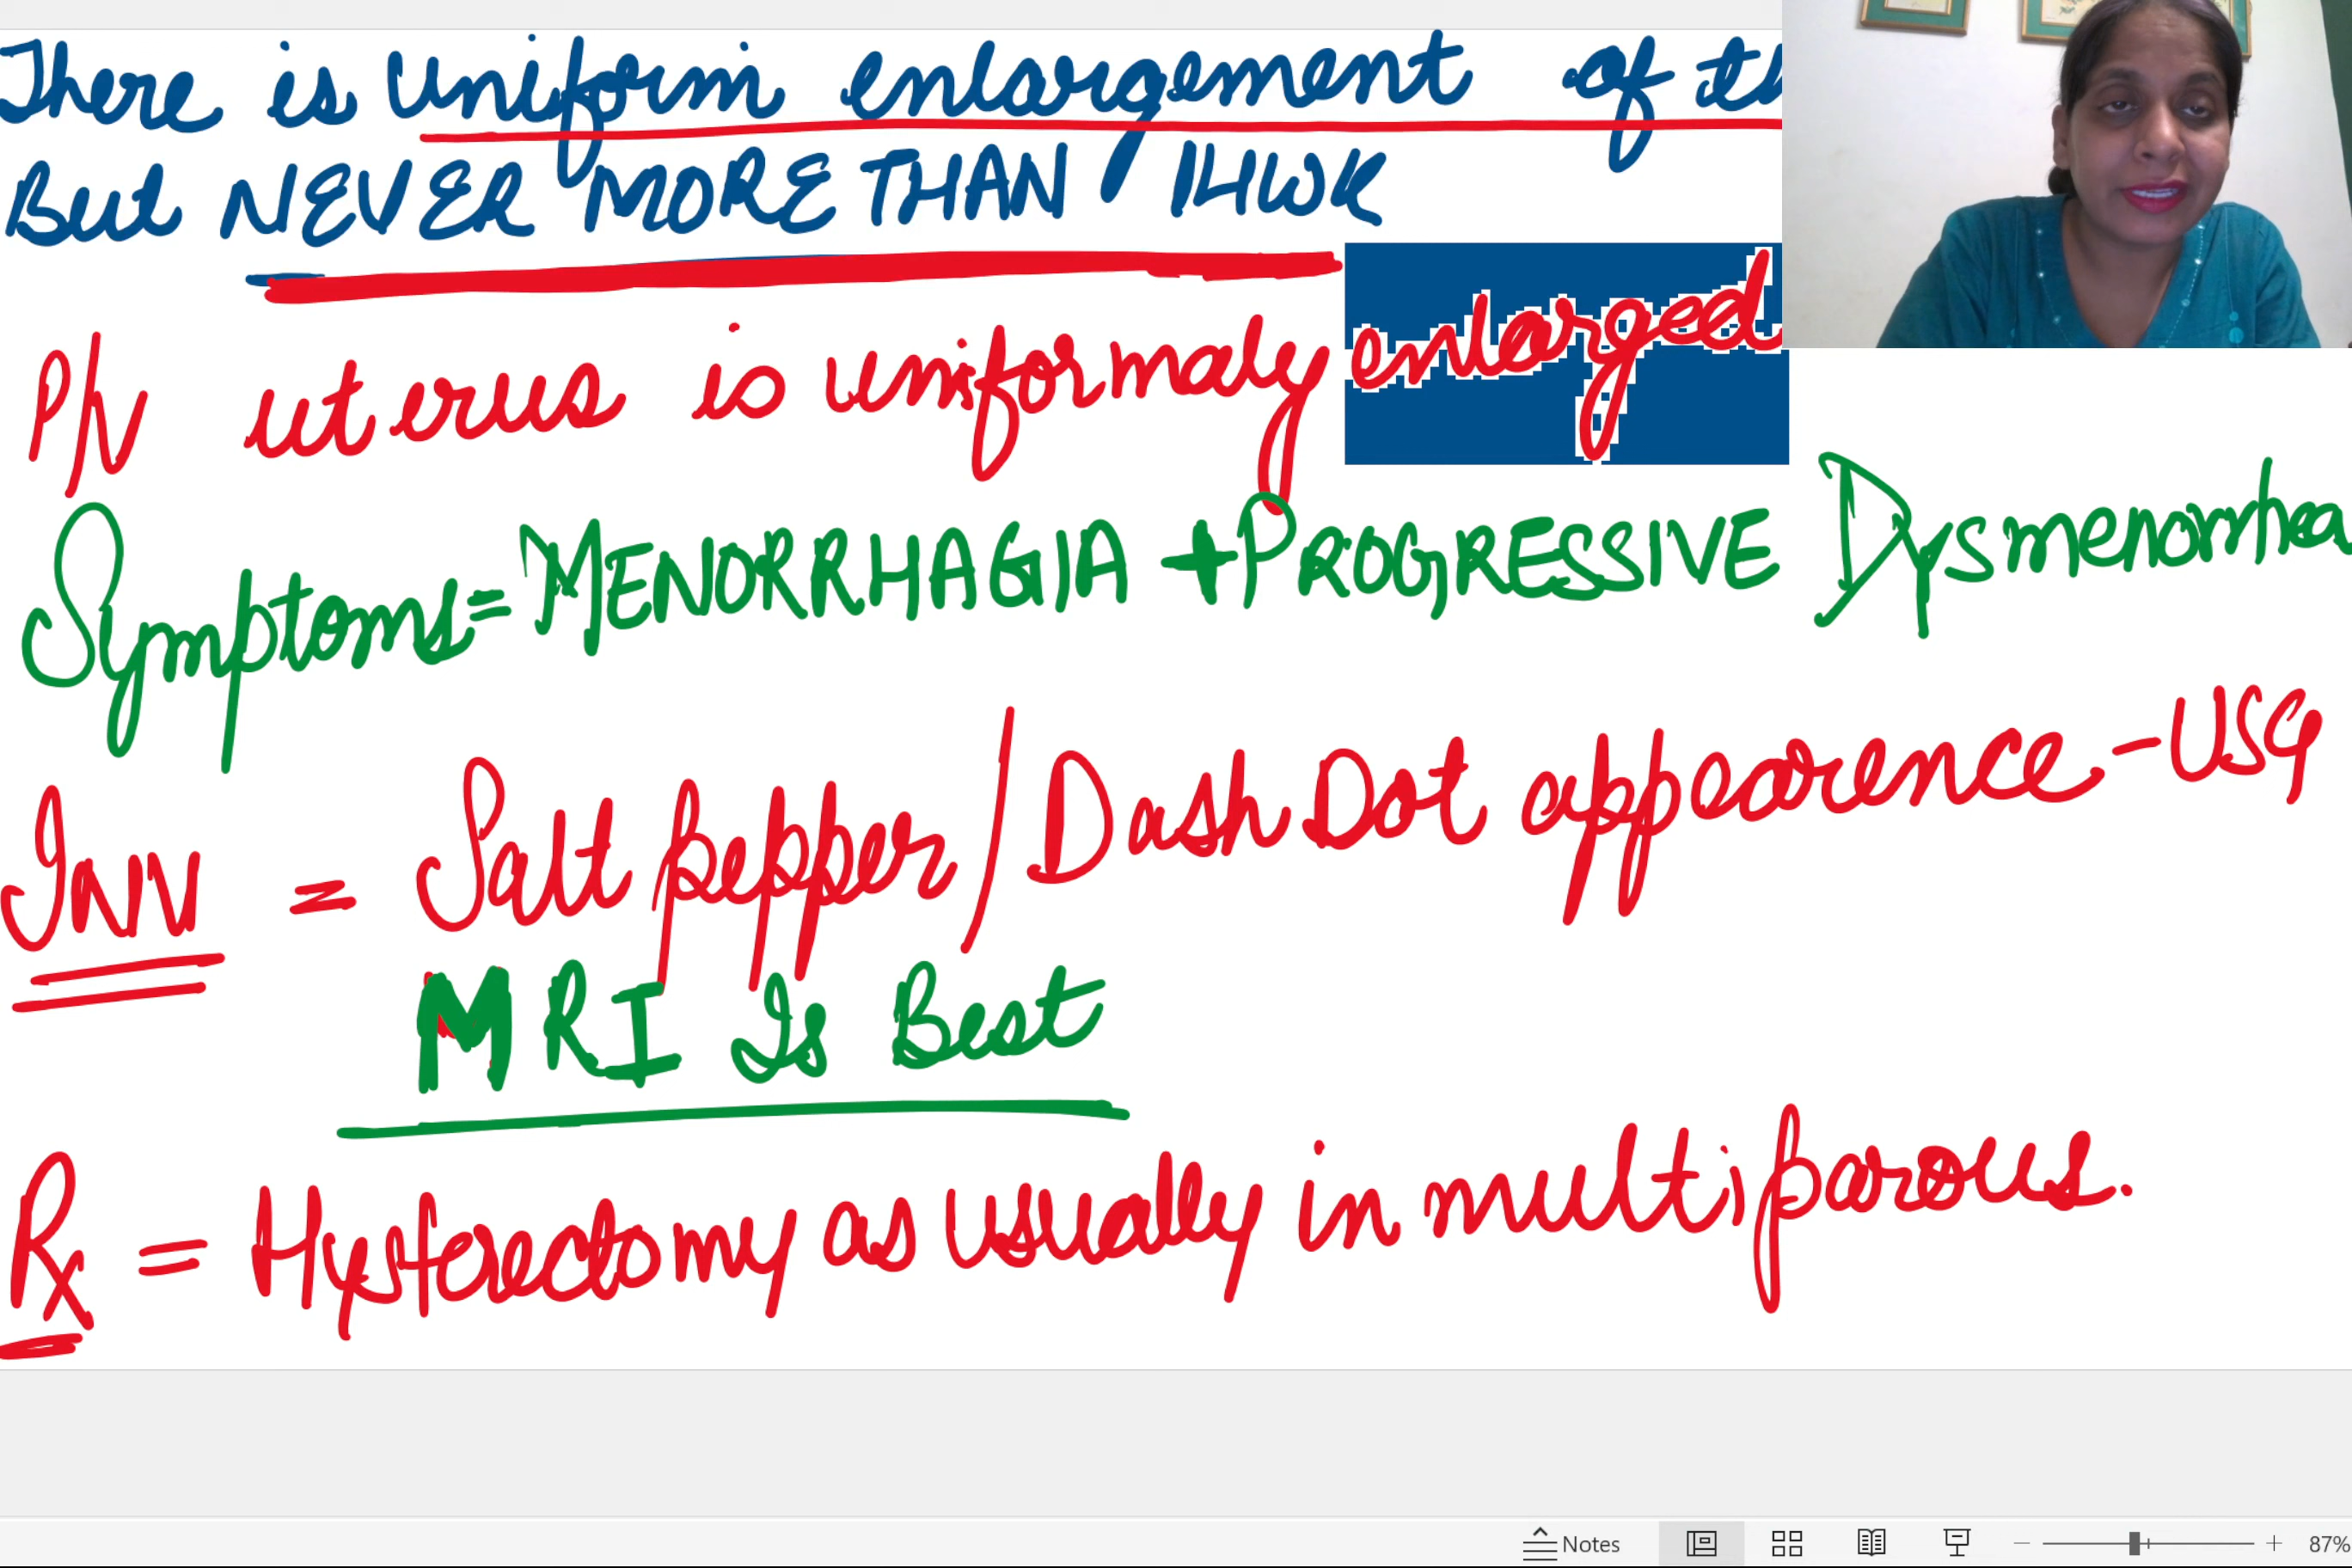 There is uniform enlargement of th
But NEVER MORE THAN 14WK
P/V uterus is uniformaly enlarged
Symptoms = MENORRHAGIA + PROGRESSIVE Dysmenorrhea
Inv = Salt pepper / Dash Dot appearence - USG
MRI Is Best
Rx = Hysterectomy as usually in multiparous.
Notes
87%